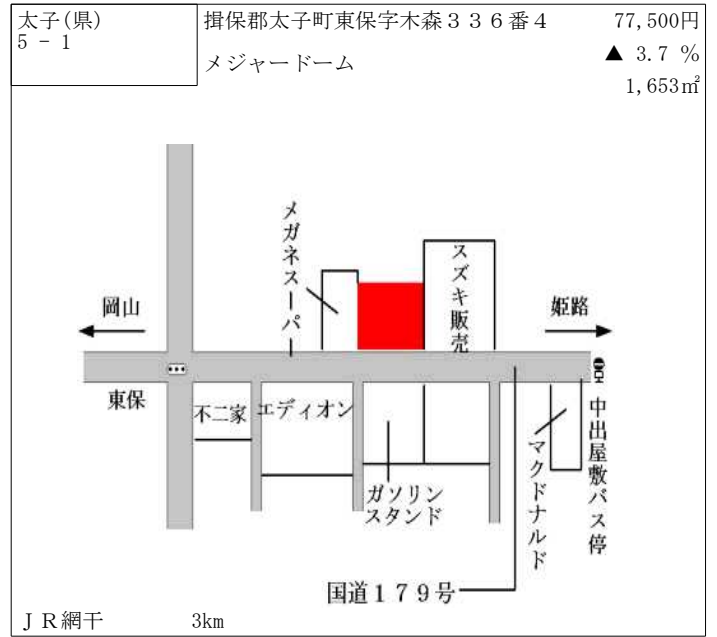 太子(県)
5 - 1
揖保郡太子町東保字木森３３６番４
77,500円
メジャードーム
▲ 3.7 %
1,653㎡
メガネスーパー
スズキ販売
岡山
姫路
東保
不二家
エディオン
ガソリン
スタンド
マクドナルド
中出屋敷バス停
国道１７９号
ＪＲ網干
3km